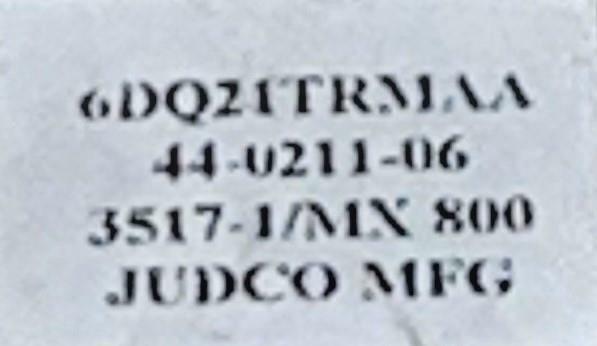 6DQ21TRMAA
44-0211-06
3517-1/MX 800
JUDCO MFG